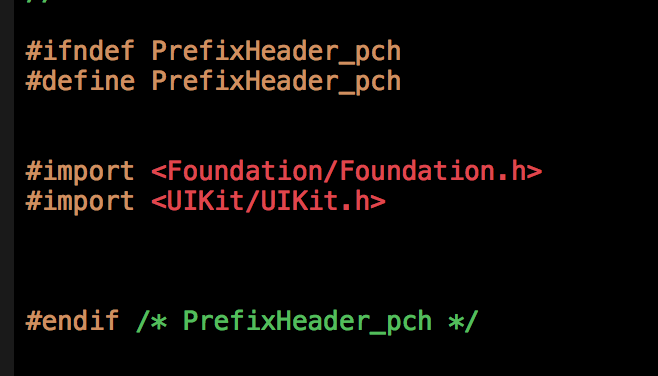 //
#ifndef PrefixHeader_pch
#define PrefixHeader_pch
#import <Foundation/Foundation.h>
#import <UIKit/UIKit.h>
#endif /* PrefixHeader_pch */